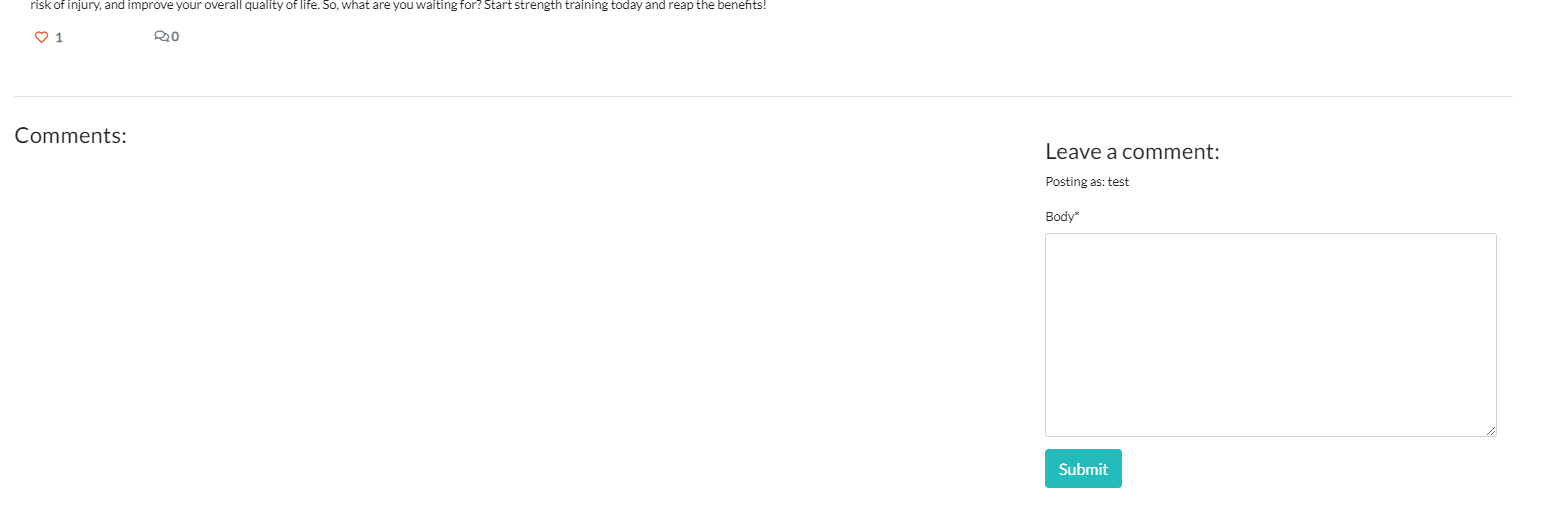 risk of injury, and improve your overall quality of life. So, what are you waiting for? Start strength training today and reap the benefits!
1 0
Comments:
Leave a comment:
Posting as: test
Body*
Submit